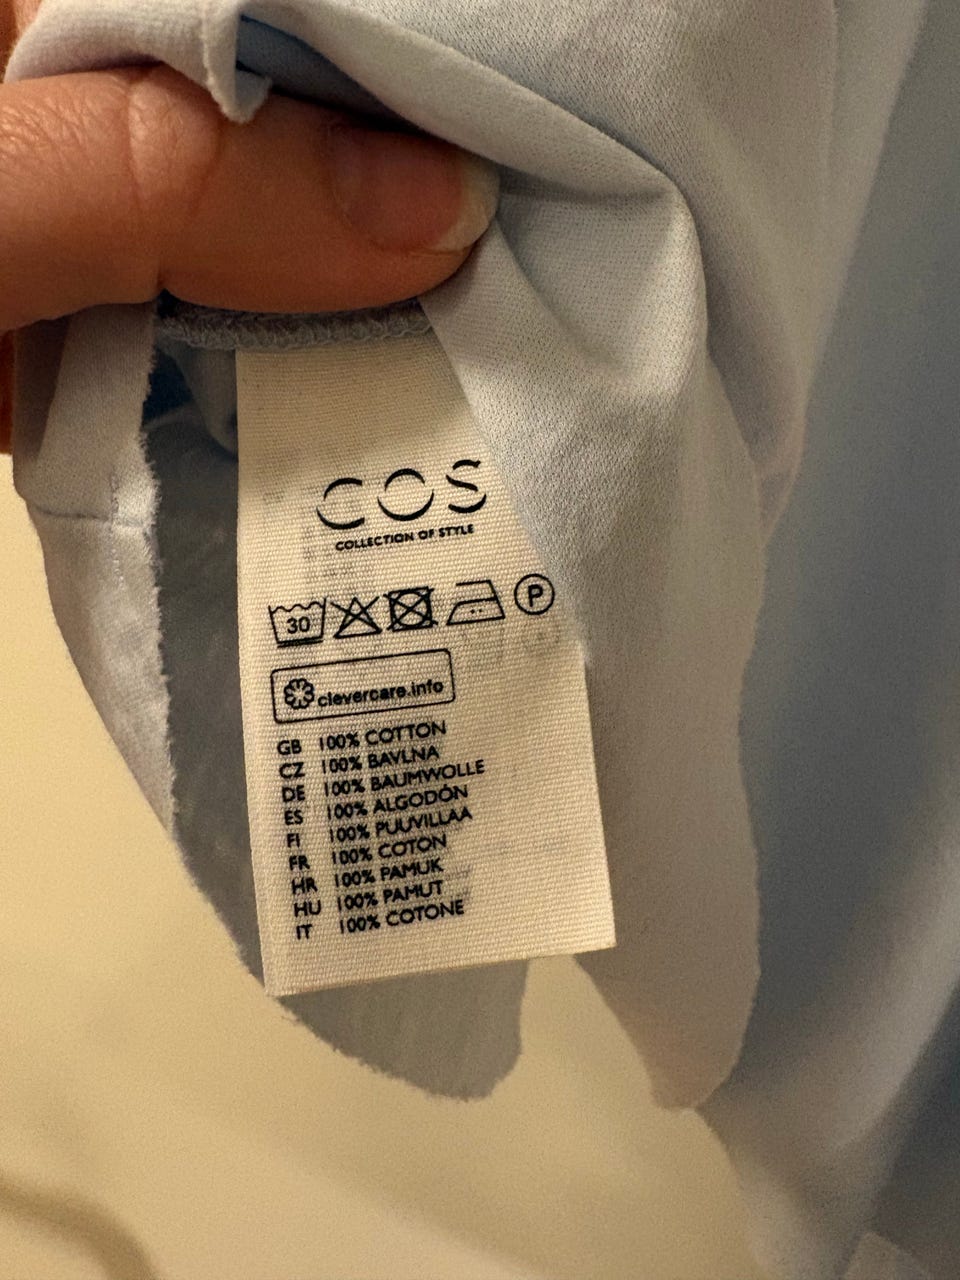 COS
COLLECTION OF STYLE
30 P
clevercare.info
GB 100% COTTON
CZ 100% BAVLNA
DE 100% BAUMWOLLE
ES 100% ALGODÓN
FI 100% PUUVILLAA
FR 100% COTON
HR 100% PAMUK
HU 100% PAMUT
IT 100% COTONE